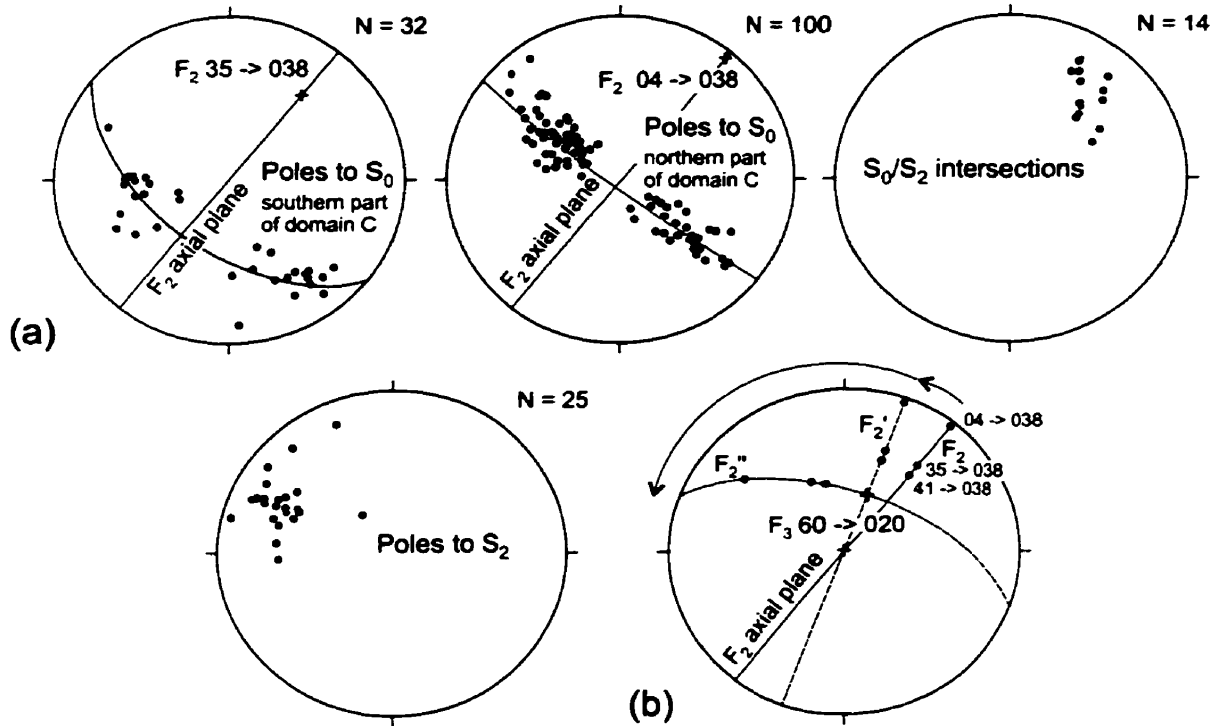 N = 32
F₂ 35 -> 038
Poles to S₀
southern part
of domain C
F₂ axial plane
N = 100
F₂ 04 -> 038
Poles to S₀
northern part
of domain C
F₂ axial plane
N = 14
S₀/S₂ intersections
(a)
N = 25
Poles to S₂
04 -> 038
F₂'
F₂
35 -> 038
41 -> 038
F₂''
F₃ 60 -> 020
F₂ axial plane
(b)